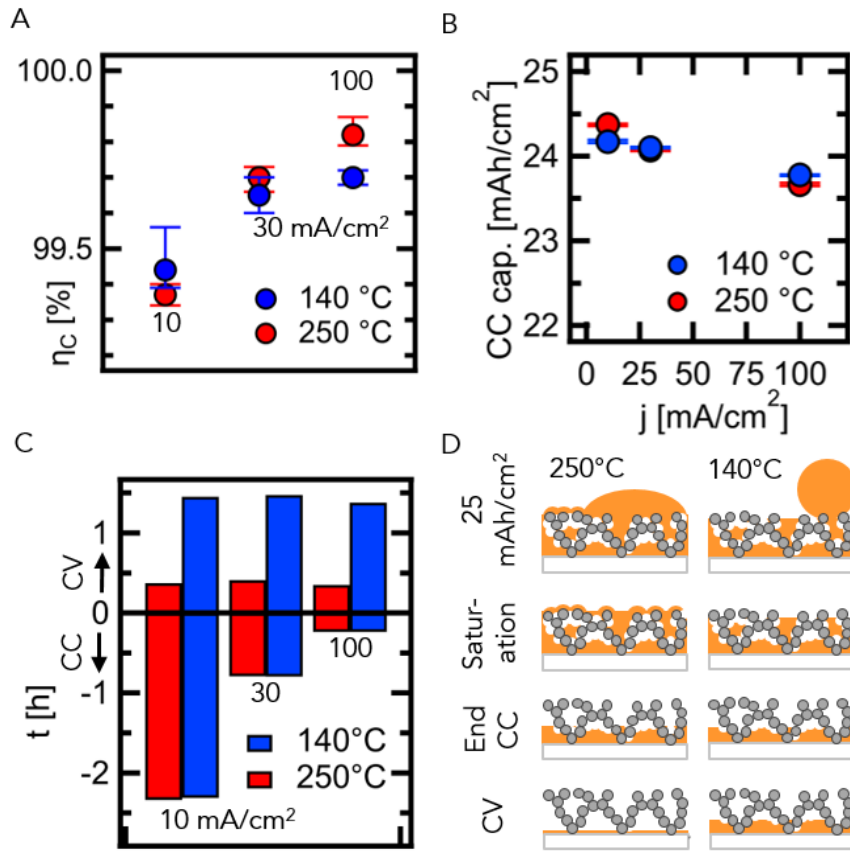 A
100.0
99.5
ηC [%]
100
30 mA/cm2
10
140 °C
250 °C
B
25
24
23
22
CC cap. [mAh/cm2]
140 °C
250 °C
0
25
50
75
100
j [mA/cm2]
C
1
0
-1
-2
t [h]
CV
CC
100
30
10 mA/cm2
140°C
250°C
D
250°C
140°C
25
mAh/cm2
Satur-
ation
End
CC
CV